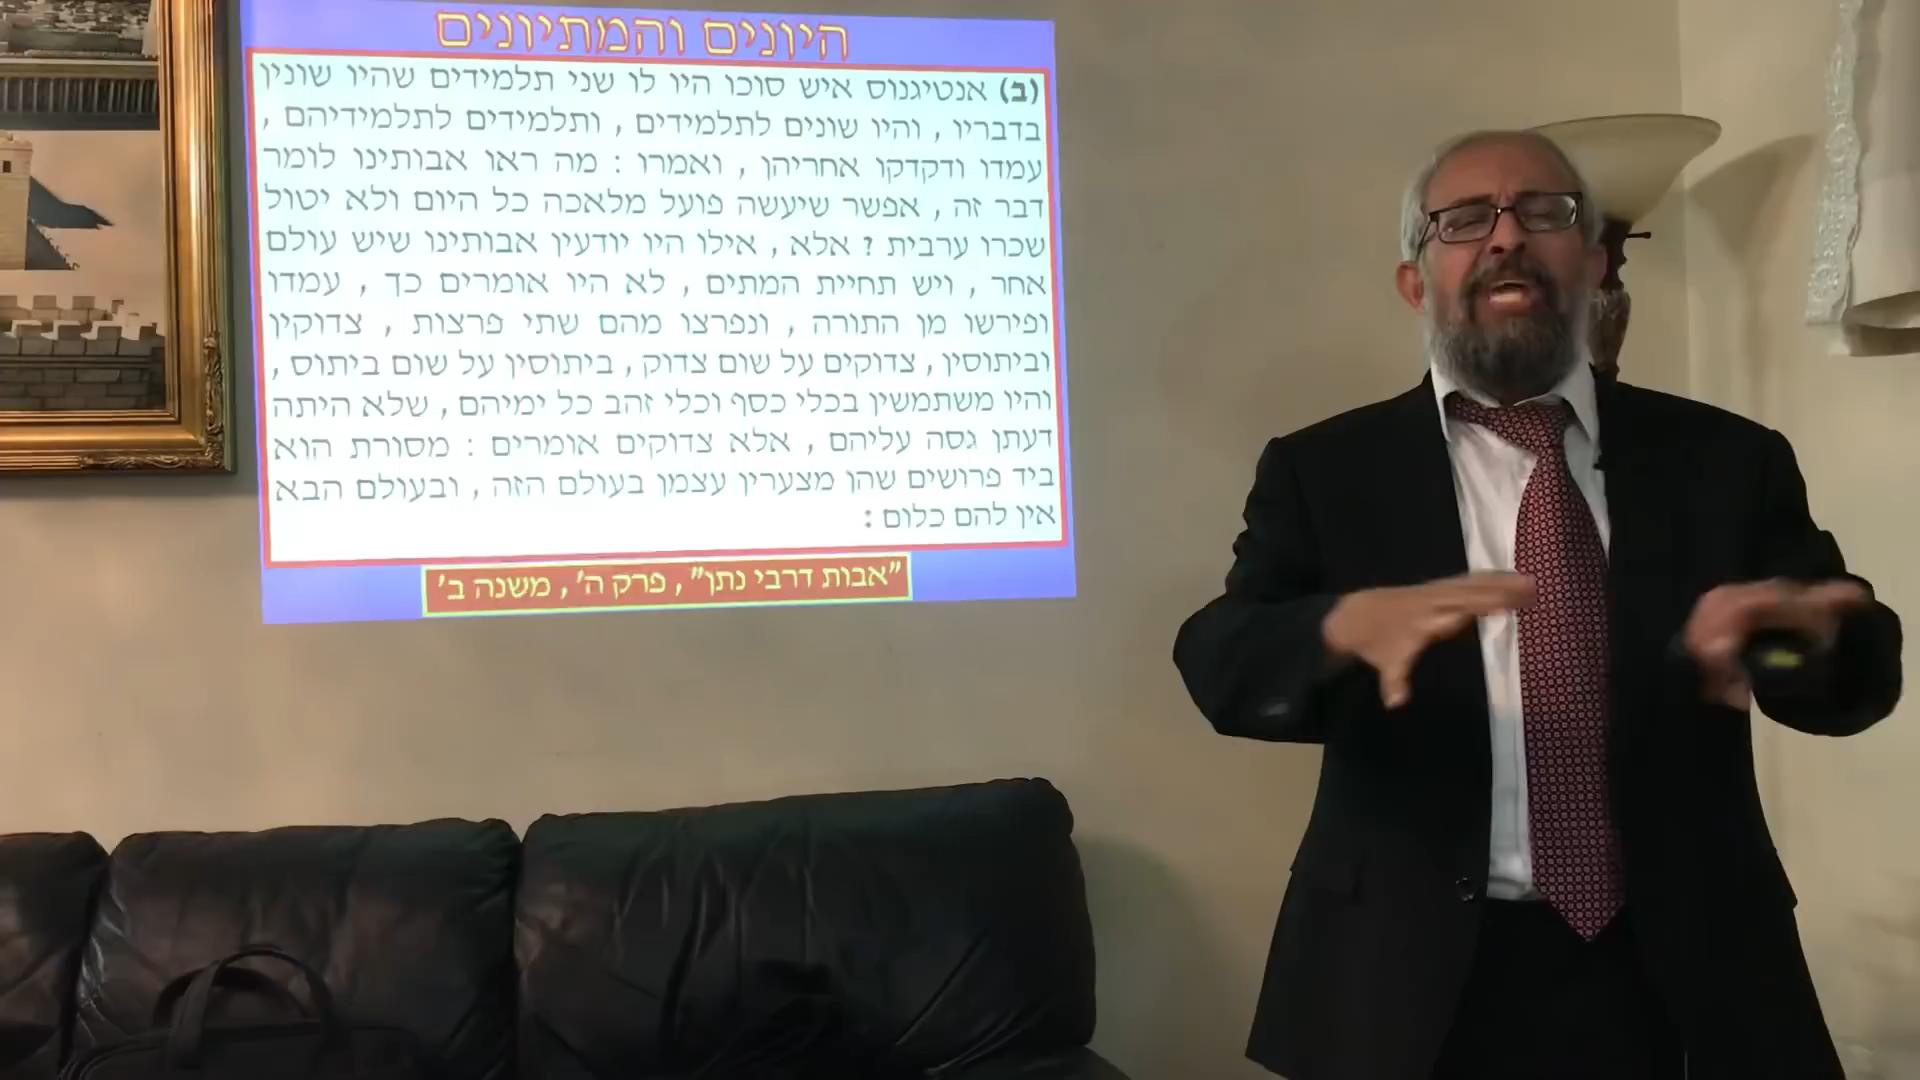 היונים והמתיונים
(ב) אנטיגנוס איש סוכו היו לו שני תלמידים שהיו שונין
בדבריו , והיו שונים לתלמידים , ותלמידים לתלמידיהם ,
עמדו ודקדקו אחריהן , ואמרו : מה ראו אבותינו לומר
דבר זה , אפשר שיעשה פועל מלאכה כל היום ולא יטול
שכרו ערבית ? אלא , אילו היו יודעין אבותינו שיש עולם
אחר , ויש תחיית המתים , לא היו אומרים כך , עמדו
ופירשו מן התורה , ונפרצו מהם שתי פרצות , צדוקין
וביתוסין , צדוקים על שום צדוק , ביתוסין על שום ביתוס ,
והיו משתמשין בכלי כסף וכלי זהב כל ימיהם , שלא היתה
דעתן גסה עליהם , אלא צדוקים אומרים : מסורת הוא
ביד פרושים שהן מצערין עצמן בעולם הזה , ובעולם הבא
אין להם כלום :
"אבות דרבי נתן" , פרק ה' , משנה ב'